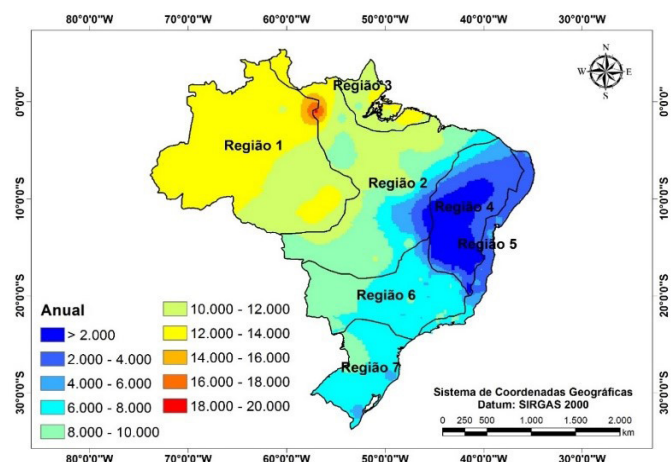 80°0'0"W 70°0'0"W 60°0'0"W 50°0'0"W 40°0'0"W 30°0'0"W
N
W E
S
0°0'0" 0°0'0"
10°0'0"S 10°0'0"S
20°0'0"S 20°0'0"S
30°0'0"S 30°0'0"S
Região 3
Região 1
Região 2
Região 4
Região 5
Região 6
Região 7
Anual
> 2.000
2.000 - 4.000
4.000 - 6.000
6.000 - 8.000
8.000 - 10.000
10.000 - 12.000
12.000 - 14.000
14.000 - 16.000
16.000 - 18.000
18.000 - 20.000
Sistema de Coordenadas Geográficas
Datum: SIRGAS 2000
0 250 500 1.000 1.500 2.000
km
80°0'0"W 70°0'0"W 60°0'0"W 50°0'0"W 40°0'0"W 30°0'0"W